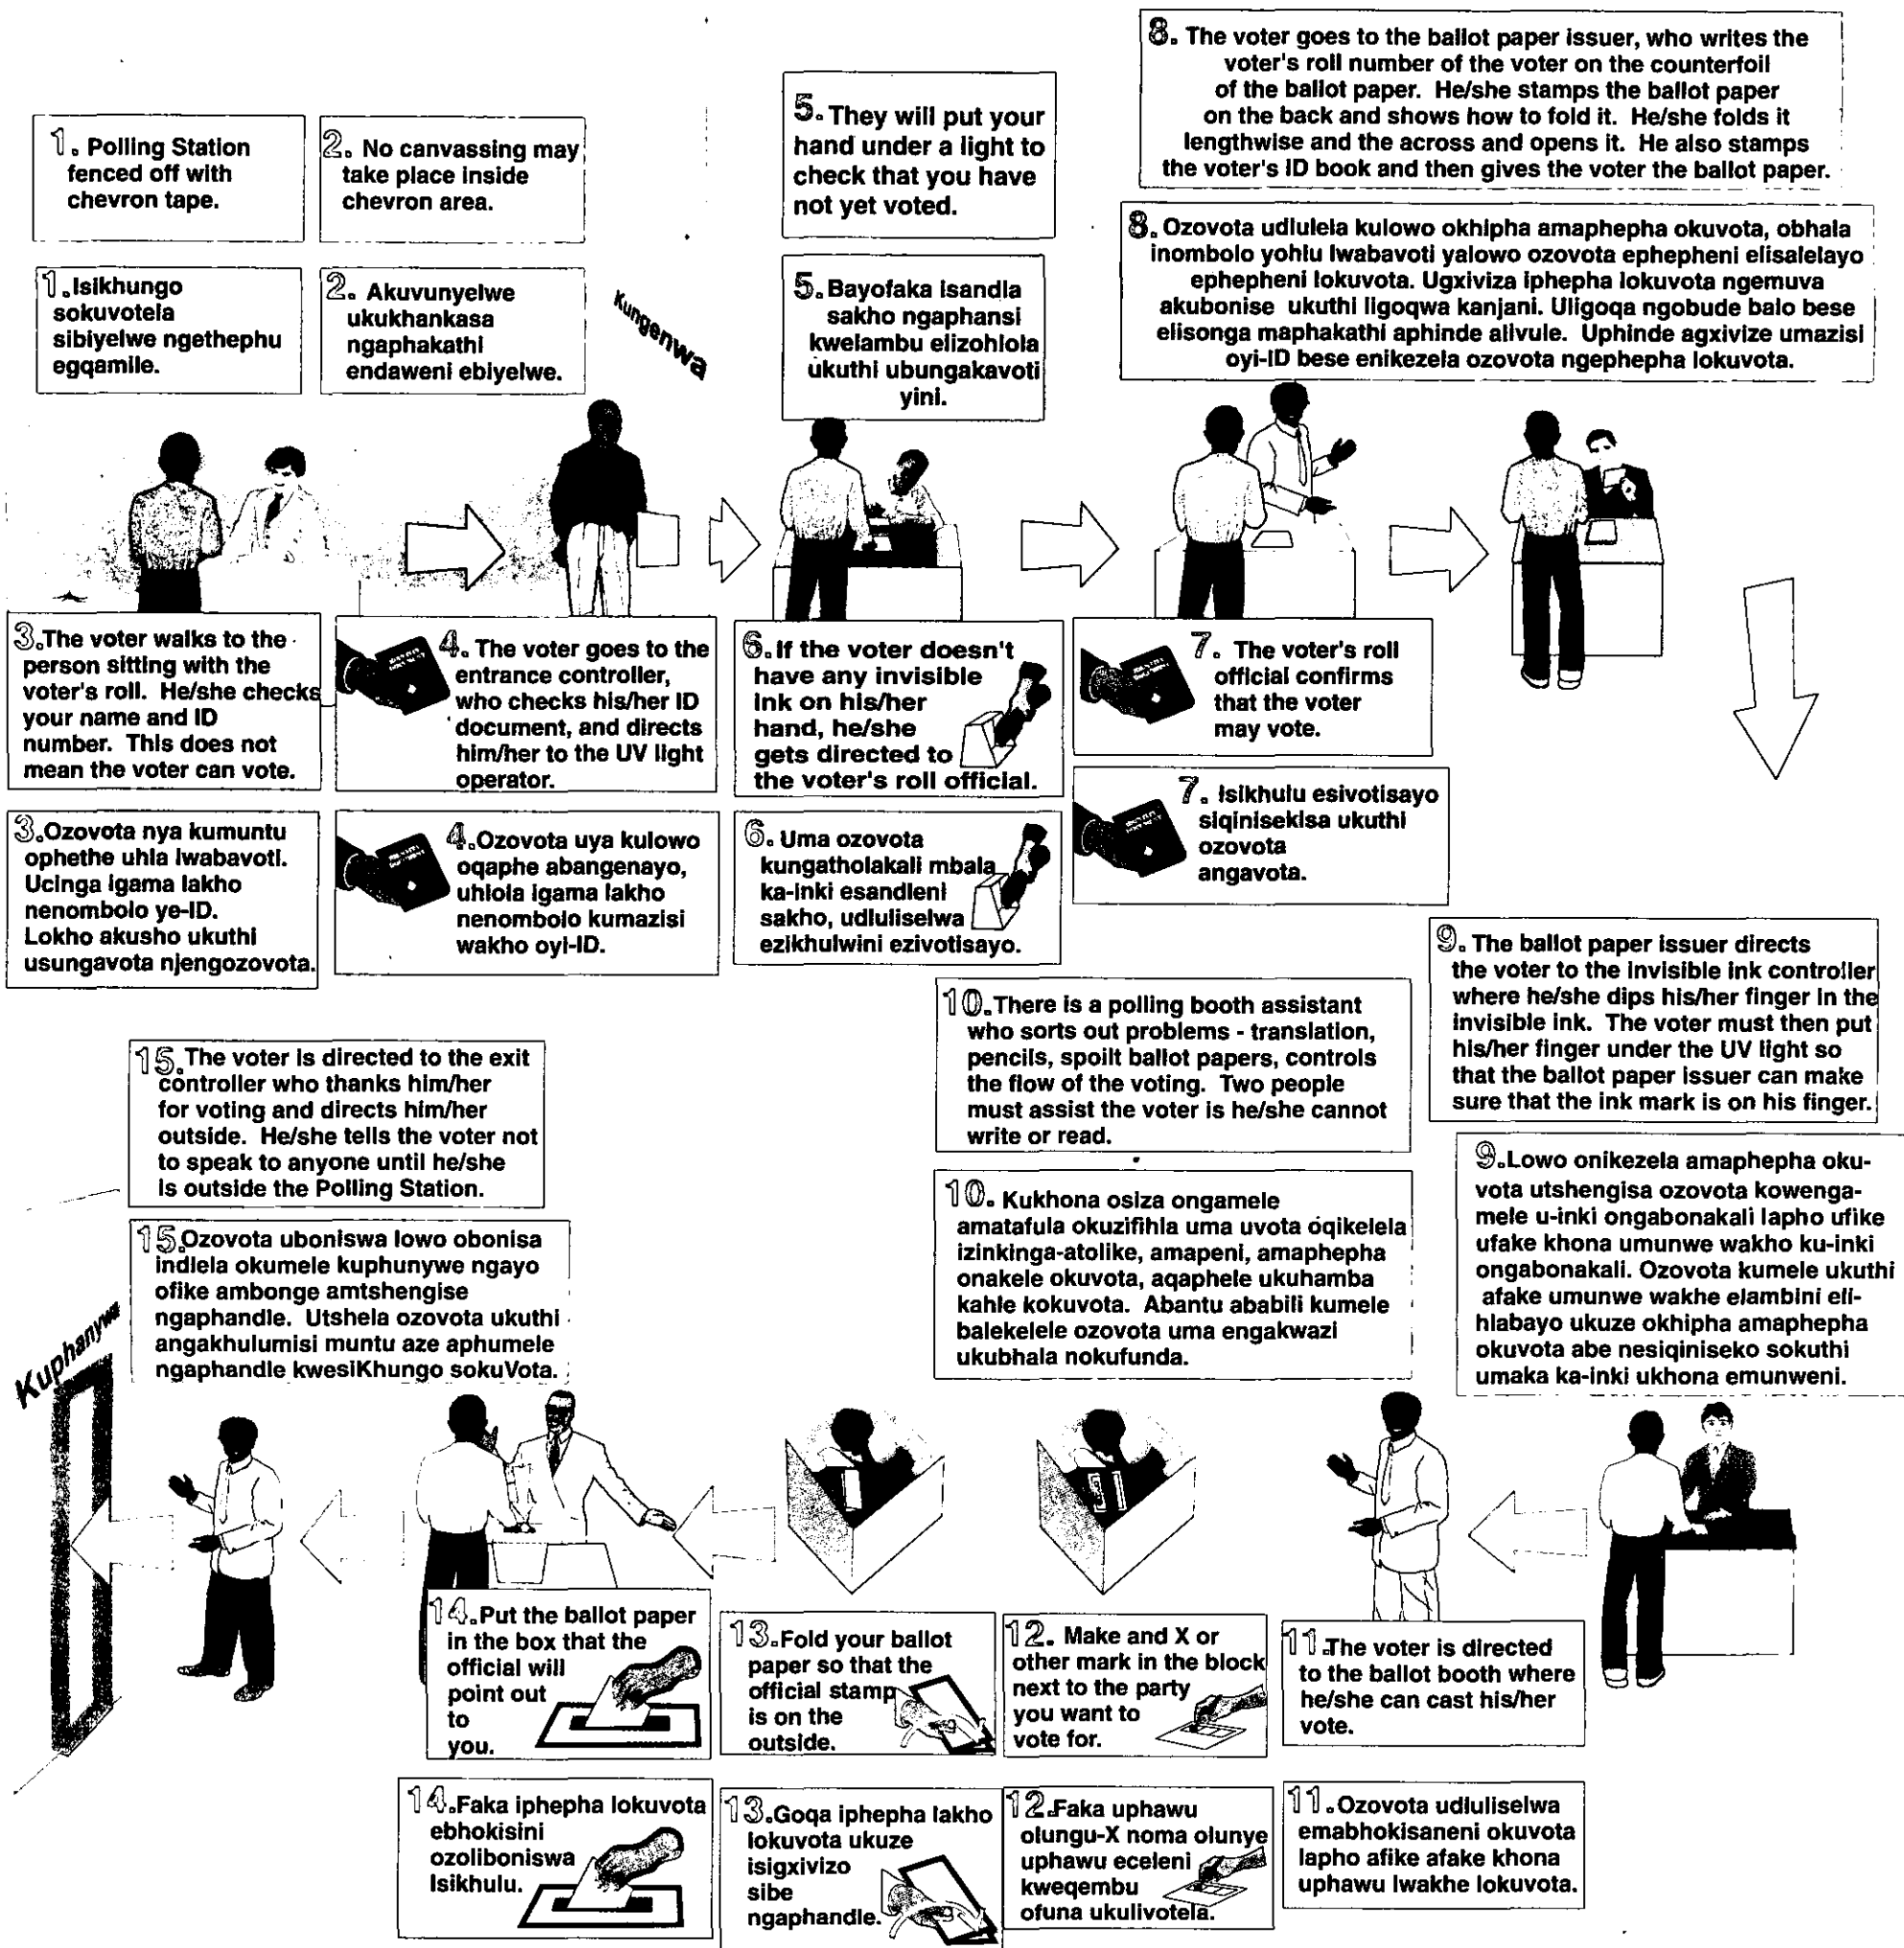 1. Polling Station
fenced off with
chevron tape.
2. No canvassing may
take place inside
chevron area.
5. They will put your
hand under a light to
check that you have
not yet voted.
8. The voter goes to the ballot paper issuer, who writes the
voter's roll number of the voter on the counterfoil
of the ballot paper. He/she stamps the ballot paper
on the back and shows how to fold it. He/she folds it
lengthwise and the across and opens it. He also stamps
the voter's ID book and then gives the voter the ballot paper.
1. Isikhungo
sokuvotela
sibiyelwe ngethephu
egqamile.
2. Akuvunyelwe
ukukhankasa
ngaphakathi
endaweni ebiyelwe.
Kungenwa
5. Bayofaka isandla
sakho ngaphansi
kwelambu elizohlola
ukuthi ubungakavoti
yini.
8. Ozovota udlulela kulowo okhipha amaphepha okuvota, obhala
inombolo yohlu lwabavoti yalowo ozovota ephepheni elisalelayo
ephepheni lokuvota. Ugxiviza iphepha lokuvota ngemuva
akubonise ukuthi ligoqwa kanjani. Uligoqa ngobude balo bese
elisonga maphakathi aphinde alivule. Uphinde agxivize umazisi
oyi-ID bese enikezela ozovota ngephepha lokuvota.
3. The voter walks to the
person sitting with the
voter's roll. He/she checks
your name and ID
number. This does not
mean the voter can vote.
4. The voter goes to the
entrance controller,
who checks his/her ID
document, and directs
him/her to the UV light
operator.
6. If the voter doesn't
have any invisible
ink on his/her
hand, he/she
gets directed to
the voter's roll official.
7. The voter's roll
official confirms
that the voter
may vote.
3. Ozovota nya kumuntu
ophethe uhla lwabavoti.
Ucinga igama lakho
nenombolo ye-ID.
Lokho akusho ukuthi
usungavota njengozovota.
4. Ozovota uya kulowo
oqaphe abangenayo,
uhlola igama lakho
nenombolo kumazisi
wakho oyi-ID.
6. Uma ozovota
kungatholakali mbala
ka-inki esandleni
sakho, udluliselwa
ezikhulwini ezivotisayo.
7. Isikhulu esivotisayo
siqinisekisa ukuthi
ozovota
angavota.
9. The ballot paper issuer directs
the voter to the invisible ink controller
where he/she dips his/her finger in the
invisible ink. The voter must then put
his/her finger under the UV light so
that the ballot paper issuer can make
sure that the ink mark is on his finger.
10. There is a polling booth assistant
who sorts out problems - translation,
pencils, spoilt ballot papers, controls
the flow of the voting. Two people
must assist the voter is he/she cannot
write or read.
15. The voter is directed to the exit
controller who thanks him/her
for voting and directs him/her
outside. He/she tells the voter not
to speak to anyone until he/she
is outside the Polling Station.
9. Lowo onikezela amaphepha oku-
vota utshengisa ozovota kowenga-
mele u-inki ongabonakali lapho ufike
ufake khona umunwe wakho ku-inki
ongabonakali. Ozovota kumele ukuthi
afake umunwe wakhe elambini eli-
hlabayo ukuze okhipha amaphepha
okuvota abe nesiqiniseko sokuthi
umaka ka-inki ukhona emunweni.
10. Kukhona osiza ongamele
amatafula okuzifihla uma uvota oqikelela
izinkinga-atolike, amapeni, amaphepha
onakele okuvota, aqaphele ukuhamba
kahle kokuvota. Abantu ababili kumele
balekelele ozovota uma engakwazi
ukubhala nokufunda.
15. Ozovota uboniswa lowo obonisa
indlela okumele kuphunywe ngayo
ofike ambonge amtshengise
ngaphandle. Utshela ozovota ukuthi
angakhulumisi muntu aze aphumele
ngaphandle kwesiKhungo sokuVota.
Kuphanywa
14. Put the ballot paper
in the box that the
official will
point out
to
you.
13. Fold your ballot
paper so that the
official stamp
is on the
outside.
12. Make and X or
other mark in the block
next to the party
you want to
vote for.
11. The voter is directed
to the ballot booth where
he/she can cast his/her
vote.
14. Faka iphepha lokuvota
ebhokisini
ozoliboniswa
Isikhulu.
13. Goqa iphepha lakho
lokuvota ukuze
isigxivizo
sibe
ngaphandle.
12. Faka uphawu
olungu-X noma olunye
uphawu eceleni
kweqembu
ofuna ukulivotela.
11. Ozovota udluliselwa
emabhokisaneni okuvota
lapho afike afake khona
uphawu lwakhe lokuvota.